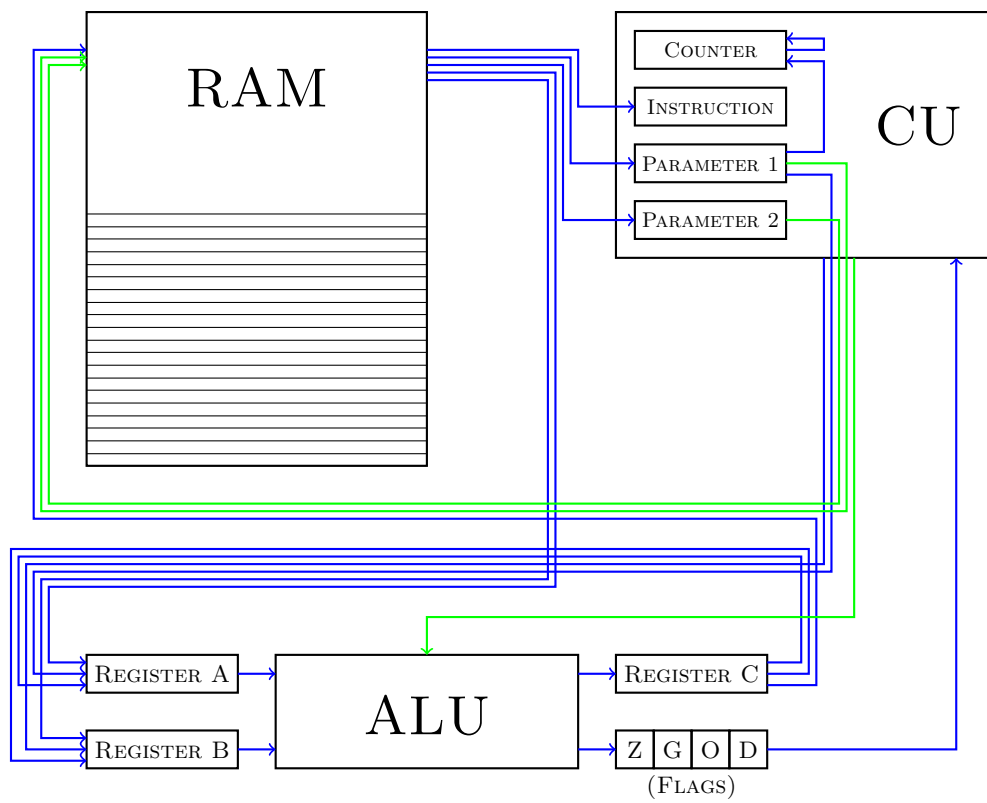 RAM
CU
COUNTER
INSTRUCTION
PARAMETER 1
PARAMETER 2
REGISTER A
REGISTER B
ALU
REGISTER C
Z G O D
(FLAGS)